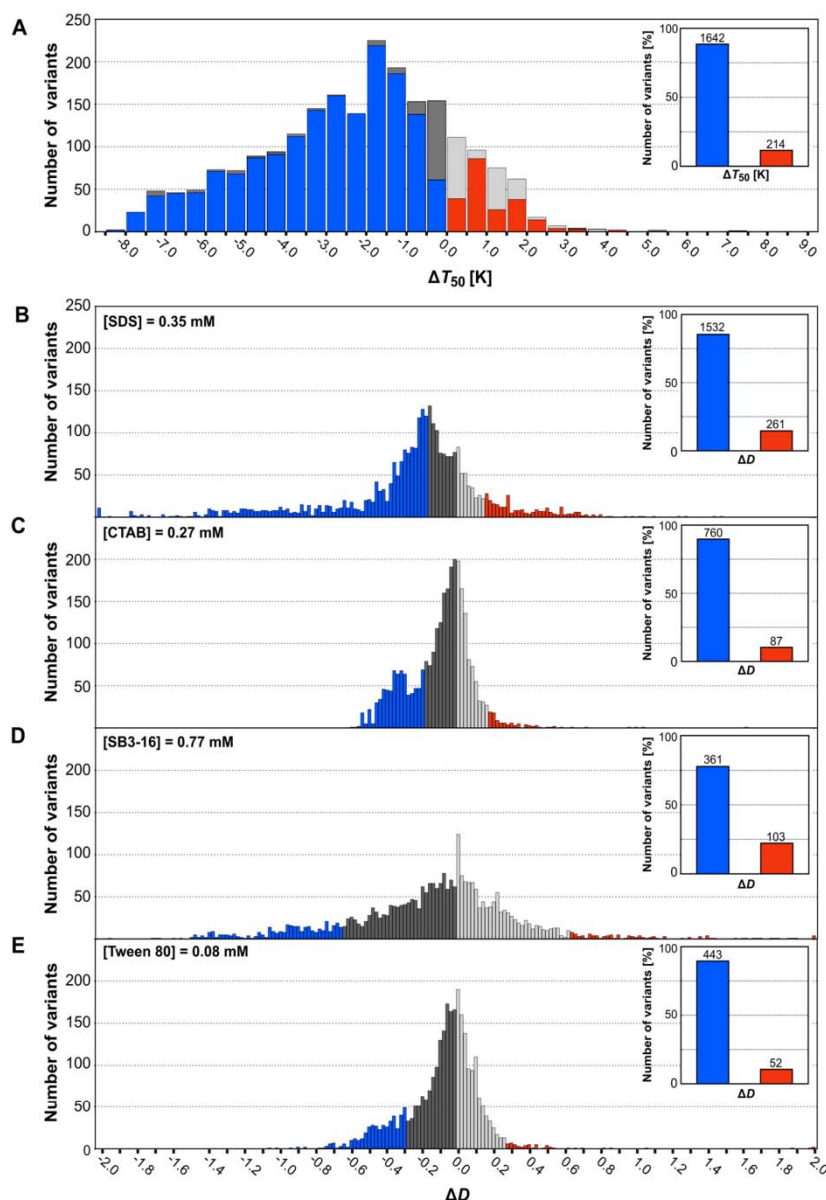 A
Number of variants
250
200
150
100
50
0
-8.0 -7.0 -6.0 -5.0 -4.0 -3.0 -2.0 -1.0 0.0 1.0 2.0 3.0 4.0 5.0 6.0 7.0 8.0 9.0
ΔT50 [K]
Number of variants [%]
100
50
0
1642
214
ΔT50 [K]
B
[SDS] = 0.35 mM
Number of variants
250
200
150
100
50
Number of variants [%]
100
50
0
1532
261
ΔD
C
[CTAB] = 0.27 mM
Number of variants
200
150
100
50
Number of variants [%]
100
50
0
760
87
ΔD
D
[SB3-16] = 0.77 mM
Number of variants
200
150
100
50
Number of variants [%]
100
50
0
361
103
ΔD
E
[Tween 80] = 0.08 mM
Number of variants
200
150
100
50
0
Number of variants [%]
100
50
0
443
52
ΔD
-2.0 -1.8 -1.6 -1.4 -1.2 -1.0 -0.8 -0.6 -0.4 -0.2 0.0 0.2 0.4 0.6 0.8 1.0 1.2 1.4 1.6 1.8 2.0
ΔD